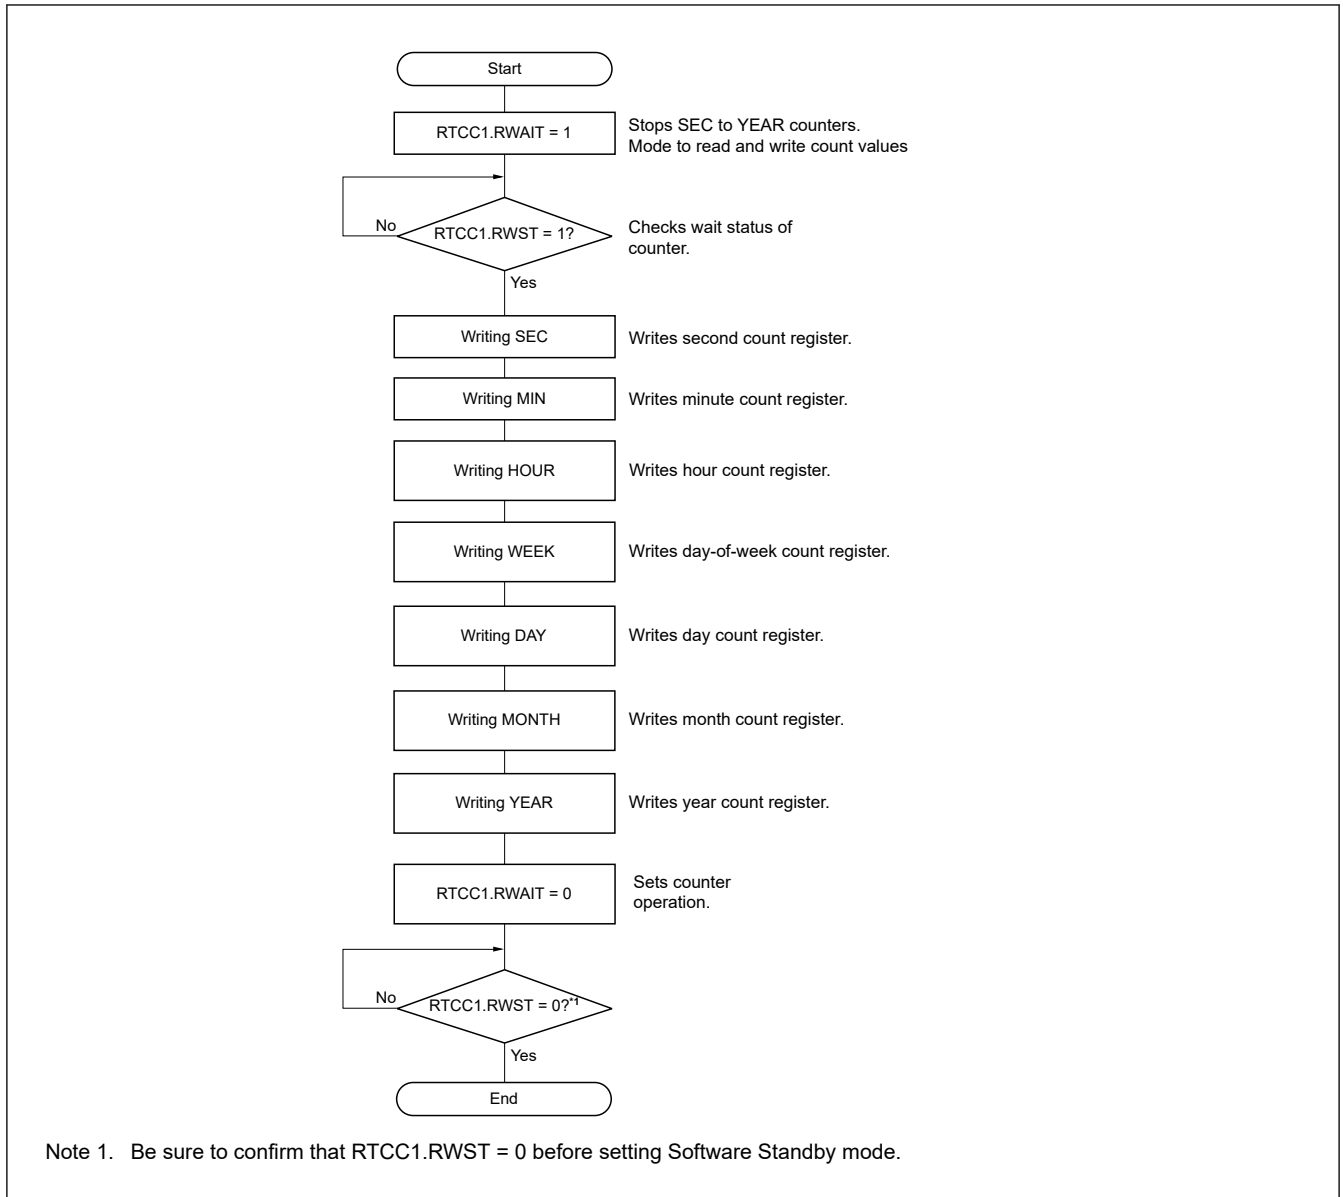 Start
RTCC1.RWAIT = 1
Stops SEC to YEAR counters.
Mode to read and write count values
No
RTCC1.RWST = 1?
Checks wait status of
counter.
Yes
Writing SEC
Writes second count register.
Writing MIN
Writes minute count register.
Writing HOUR
Writes hour count register.
Writing WEEK
Writes day-of-week count register.
Writing DAY
Writes day count register.
Writing MONTH
Writes month count register.
Writing YEAR
Writes year count register.
RTCC1.RWAIT = 0
Sets counter
operation.
No
RTCC1.RWST = 0?*1
Yes
End
Note 1. Be sure to confirm that RTCC1.RWST = 0 before setting Software Standby mode.